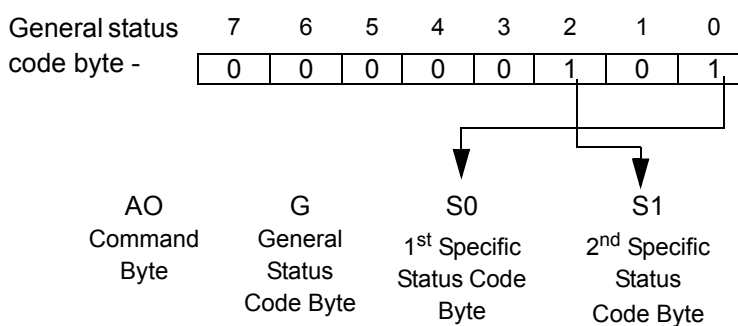 General status 7 6 5 4 3 2 1 0
code byte - 0 0 0 0 0 1 0 1
AO G S0 S1
Command General 1st Specific 2nd Specific
Byte Status Status Code Status
Code Byte Byte Code Byte